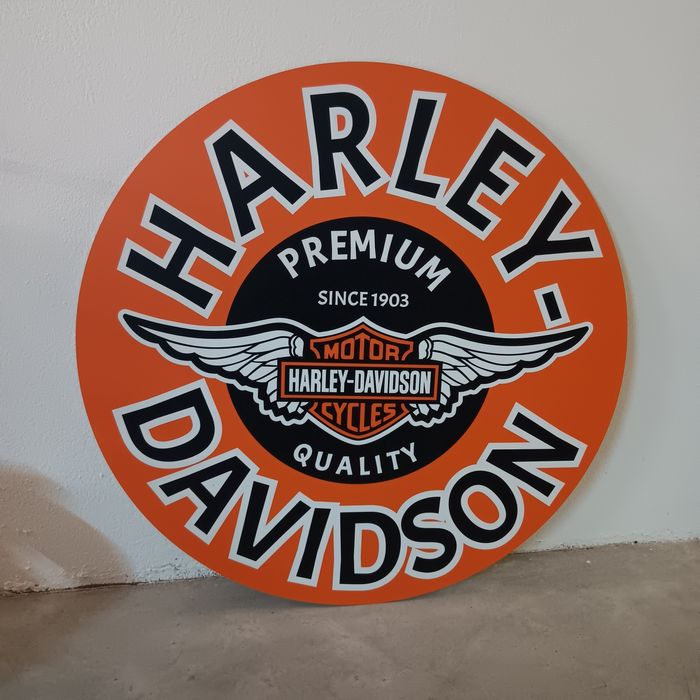 HARLEY-
PREMIUM
SINCE 1903
MOTOR
HARLEY-DAVIDSON
CYCLES
QUALITY
DAVIDSON